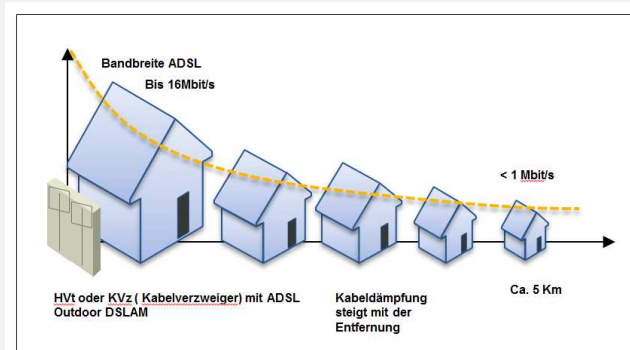 Bandbreite ADSL
Bis 16Mbit/s
< 1 Mbit/s
HVt oder KVz ( Kabelverzweiger) mit ADSL
Outdoor DSLAM
Kabeldämpfung
steigt mit der
Entfernung
Ca. 5 Km